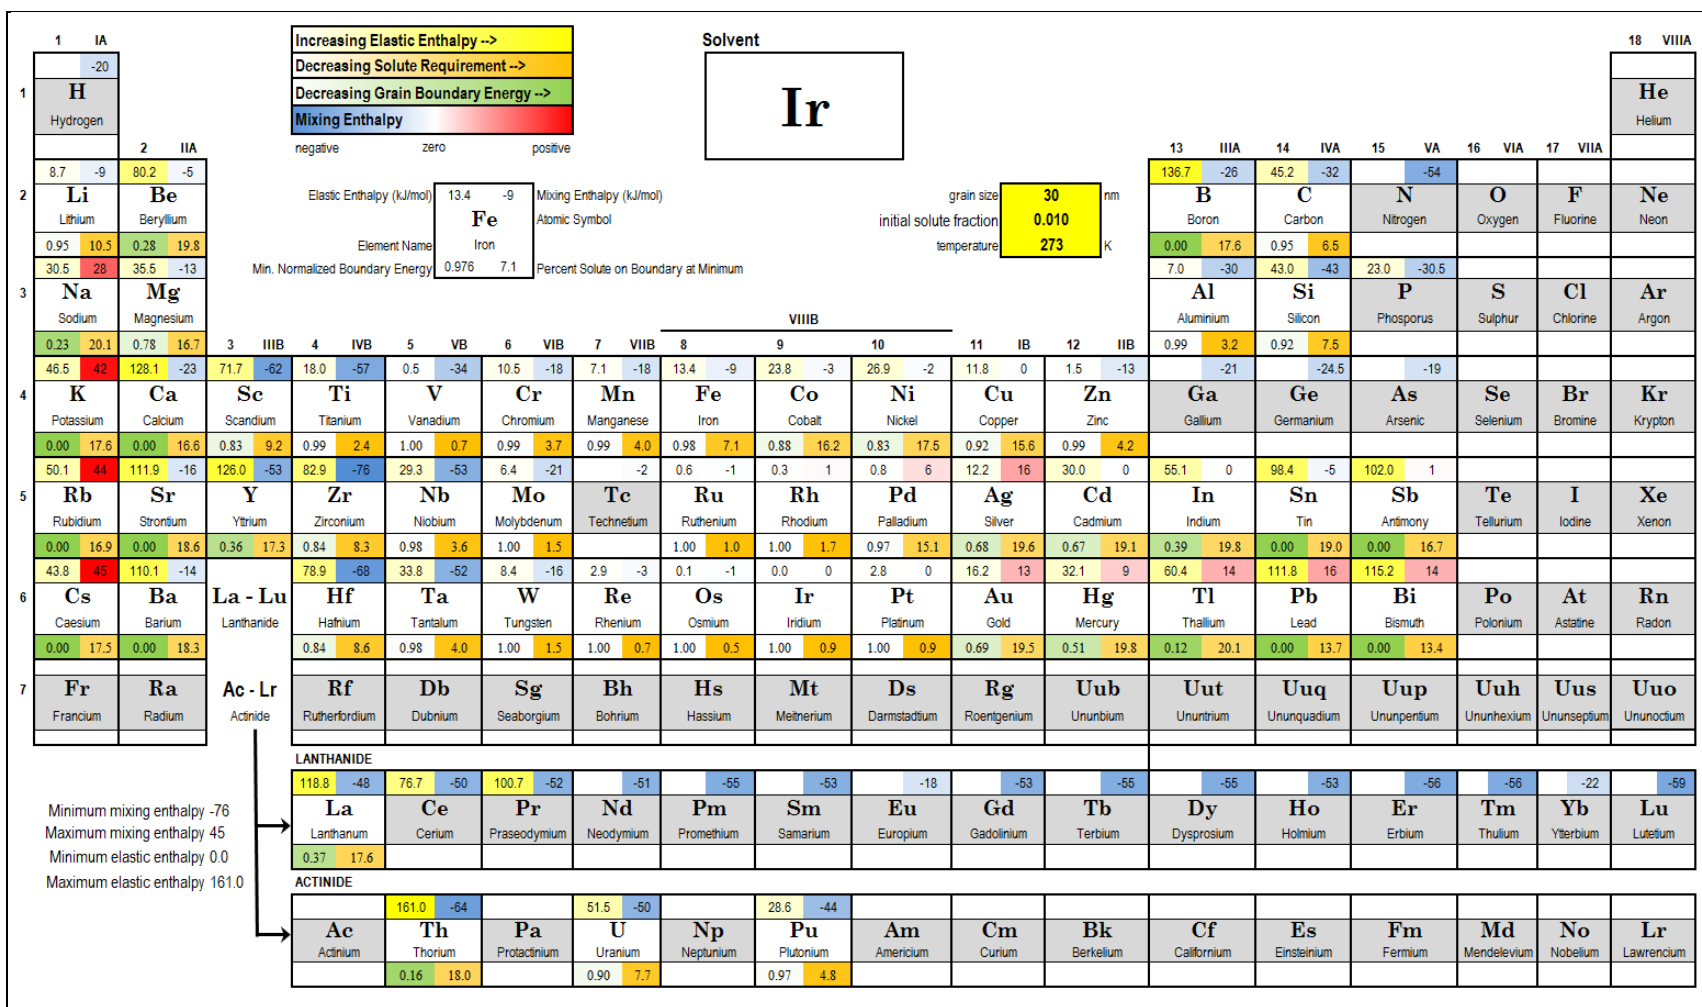 1 IA Increasing Elastic Enthalpy --> Solvent 18 VIIIA
-20 Decreasing Solute Requirement -->
1 H Decreasing Grain Boundary Energy --> Ir He
Hydrogen Mixing Enthalpy Helium
2 IIA negative zero positive 13 IIIA 14 IVA 15 VA 16 VIA 17 VIIA
8.7 -9 80.2 -5 136.7 -26 45.2 -32 -54
2 Li Be Elastic Enthalpy (kJ/mol) 13.4 -9 Mixing Enthalpy (kJ/mol) grain size 30 nm B C N O F Ne
Lithium Beryllium Fe Atomic Symbol initial solute fraction 0.010 Boron Carbon Nitrogen Oxygen Fluorine Neon
0.95 10.5 0.28 19.8 Element Name Iron temperature 273 K 0.00 17.6 0.95 6.5
30.5 28 35.5 -13 Min. Normalized Boundary Energy 0.976 7.1 Percent Solute on Boundary at Minimum 7.0 -30 43.0 -43 23.0 -30.5
3 Na Mg Al Si P S Cl Ar
Sodium Magnesium VIIIB Aluminium Silicon Phosporus Sulphur Chlorine Argon
0.23 20.1 0.78 16.7 3 IIIB 4 IVB 5 VB 6 VIB 7 VIIB 8 9 10 11 IB 12 IIB 0.99 3.2 0.92 7.5
46.5 42 128.1 -23 71.7 -62 18.0 -57 0.5 -34 10.5 -18 7.1 -18 13.4 -9 23.8 -3 26.9 -2 11.8 0 1.5 -13 -21 -24.5 -19
4 K Ca Sc Ti V Cr Mn Fe Co Ni Cu Zn Ga Ge As Se Br Kr
Potassium Calcium Scandium Titanium Vanadium Chromium Manganese Iron Cobalt Nickel Copper Zinc Gallium Germanium Arsenic Selenium Bromine Krypton
0.00 17.6 0.00 16.6 0.83 9.2 0.99 2.4 1.00 0.7 0.99 3.7 0.99 4.0 0.98 7.1 0.88 16.2 0.83 17.5 0.92 15.6 0.99 4.2
50.1 44 111.9 -16 126.0 -53 82.9 -76 29.3 -53 6.4 -21 -2 0.6 -1 0.3 1 0.8 6 12.2 16 30.0 0 55.1 0 98.4 -5 102.0 1
5 Rb Sr Y Zr Nb Mo Tc Ru Rh Pd Ag Cd In Sn Sb Te I Xe
Rubidium Strontium Yttrium Zirconium Niobium Molybdenum Technetium Ruthenium Rhodium Palladium Silver Cadmium Indium Tin Antimony Tellurium Iodine Xenon
0.00 16.9 0.00 18.6 0.36 17.3 0.84 8.3 0.98 3.6 1.00 1.5 1.00 1.0 1.00 1.7 0.97 15.1 0.68 19.6 0.67 19.1 0.39 19.8 0.00 19.0 0.00 16.7
43.8 45 110.1 -14 78.9 -68 33.8 -52 8.4 -16 2.9 -3 0.1 -1 0.0 0 2.8 0 16.2 13 32.1 9 60.4 14 111.8 16 115.2 14
6 Cs Ba La - Lu Hf Ta W Re Os Ir Pt Au Hg Tl Pb Bi Po At Rn
Caesium Barium Lanthanide Hafnium Tantalum Tungsten Rhenium Osmium Iridium Platinum Gold Mercury Thallium Lead Bismuth Polonium Astatine Radon
0.00 17.5 0.00 18.3 0.84 8.6 0.98 4.0 1.00 1.5 1.00 0.7 1.00 0.5 1.00 0.9 1.00 0.9 0.69 19.5 0.51 19.8 0.12 20.1 0.00 13.7 0.00 13.4
7 Fr Ra Ac - Lr Rf Db Sg Bh Hs Mt Ds Rg Uub Uut Uuq Uup Uuh Uus Uuo
Francium Radium Actinide Rutherfordium Dubnium Seaborgium Bohrium Hassium Meitnerium Darmstadtium Roentgenium Ununbium Ununtrium Ununquadium Ununpentium Ununhexium Ununseptium Ununoctium
LANTHANIDE
118.8 -48 76.7 -50 100.7 -52 -51 -55 -53 -18 -53 -55 -55 -53 -56 -56 -22 -59
Minimum mixing enthalpy -76 La Ce Pr Nd Pm Sm Eu Gd Tb Dy Ho Er Tm Yb Lu
Maximum mixing enthalpy 45 Lanthanum Cerium Praseodymium Neodymium Promethium Samarium Europium Gadolinium Terbium Dysprosium Holmium Erbium Thulium Ytterbium Lutetium
Minimum elastic enthalpy 0.0 0.37 17.6
Maximum elastic enthalpy 161.0 ACTINIDE
161.0 -64 51.5 -50 28.6 -44
Ac Th Pa U Np Pu Am Cm Bk Cf Es Fm Md No Lr
Actinium Thorium Protactinium Uranium Neptunium Plutonium Americium Curium Berkelium Californium Einsteinium Fermium Mendelevium Nobelium Lawrencium
0.16 18.0 0.90 7.7 0.97 4.8